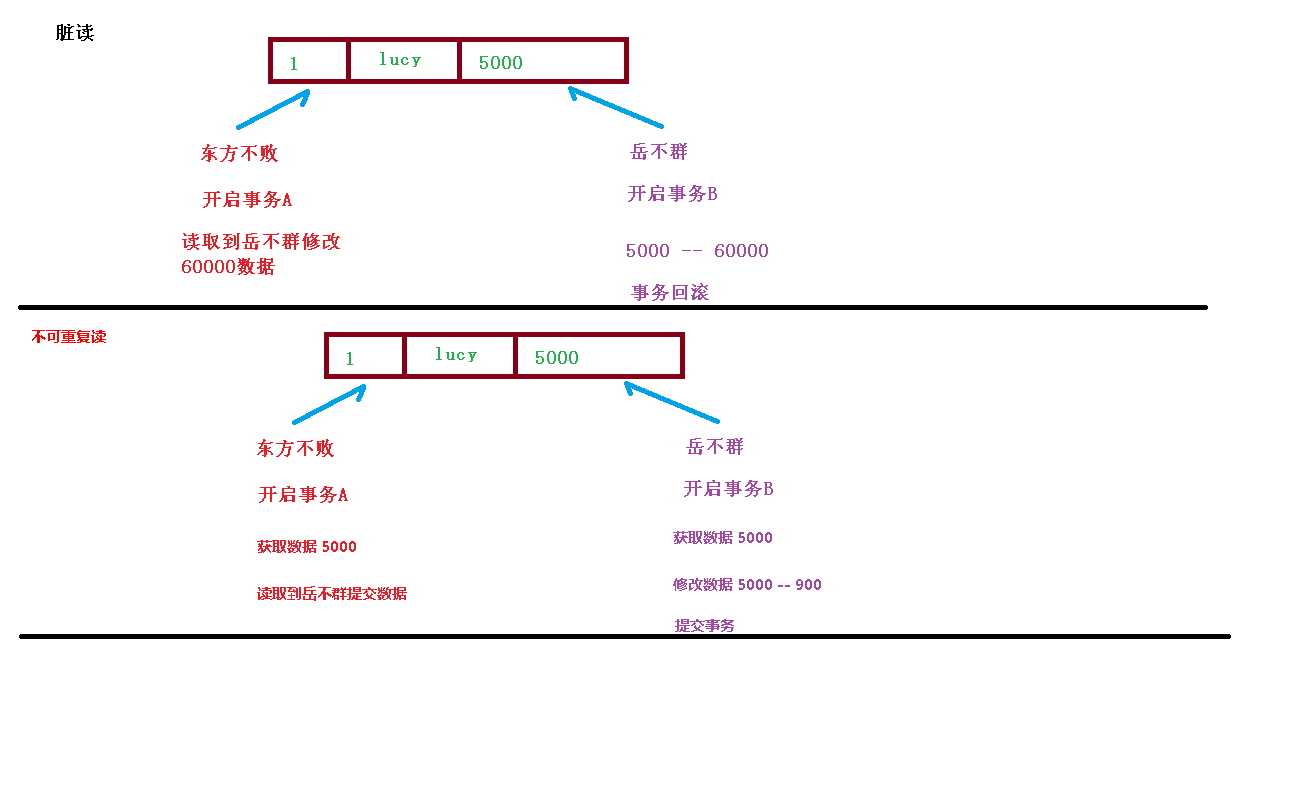 脏读
1 lucy 5000
东方不败
岳不群
开启事务A
开启事务B
读取到岳不群修改
60000数据
5000 -- 60000
事务回滚
不可重复读
1 lucy 5000
东方不败
岳不群
开启事务A
开启事务B
获取数据 5000
获取数据 5000
读取到岳不群提交数据
修改数据 5000 -- 900
提交事务